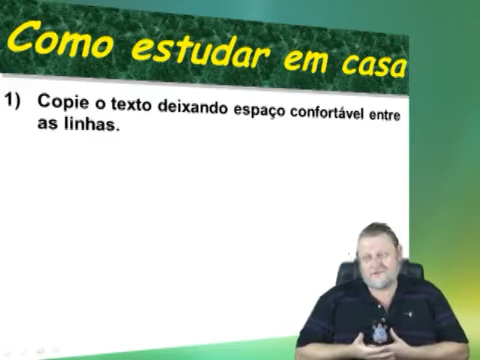 Como estudar em casa
1) Copie o texto deixando espaço confortável entre
as linhas.